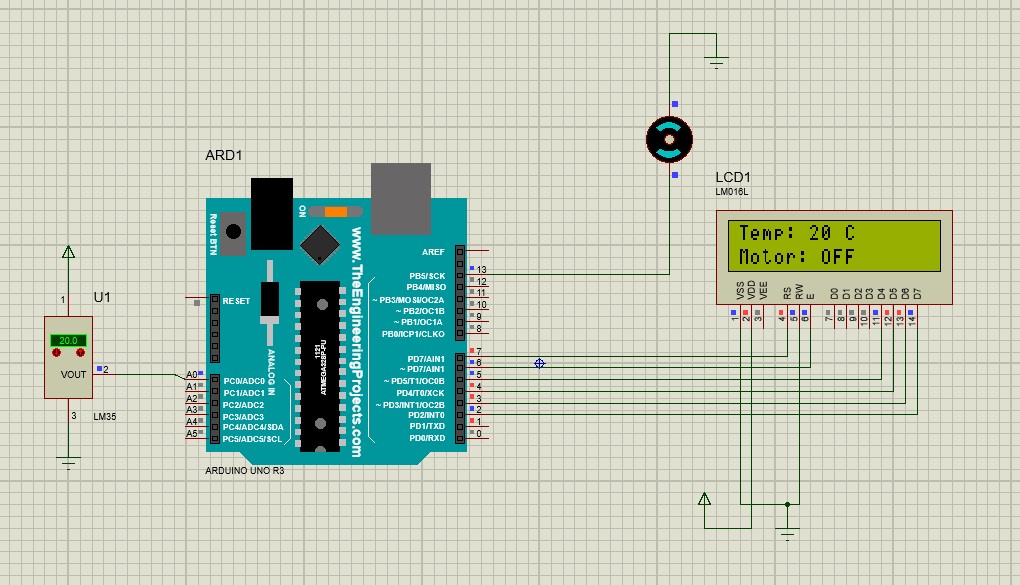 ARD1
LCD1
LM016L
Temp: 20 C
Motor: OFF
VSS
VDD
VEE
RS
RW
E
D0
D1
D2
D3
D4
D5
D6
D7
1
2
3
4
5
6
7
8
9
10
11
12
13
14
U1
1
20.0
VOUT
2
3
LM35
Reset BTN
ON
www.TheEngineeringProjects.com
RESET
ANALOG IN
1121
ATMEGA328P-PU
A0
A1
A2
A3
A4
A5
PC0/ADC0
PC1/ADC1
PC2/ADC2
PC3/ADC3
PC4/ADC4/SDA
PC5/ADC5/SCL
AREF
PB5/SCK 13
PB4/MISO 12
~ PB3/MOSI/OC2A 11
~ PB2/OC1B 10
~ PB1/OC1A 9
PB0/ICP1/CLKO 8
PD7/AIN1 7
~ PD7/AIN1 6
~ PD5/T1/OC0B 5
PD4/T0/XCK 4
~ PD3/INT1/OC2B 3
PD2/INT0 2
PD1/TXD 1
PD0/RXD 0
ARDUINO UNO R3